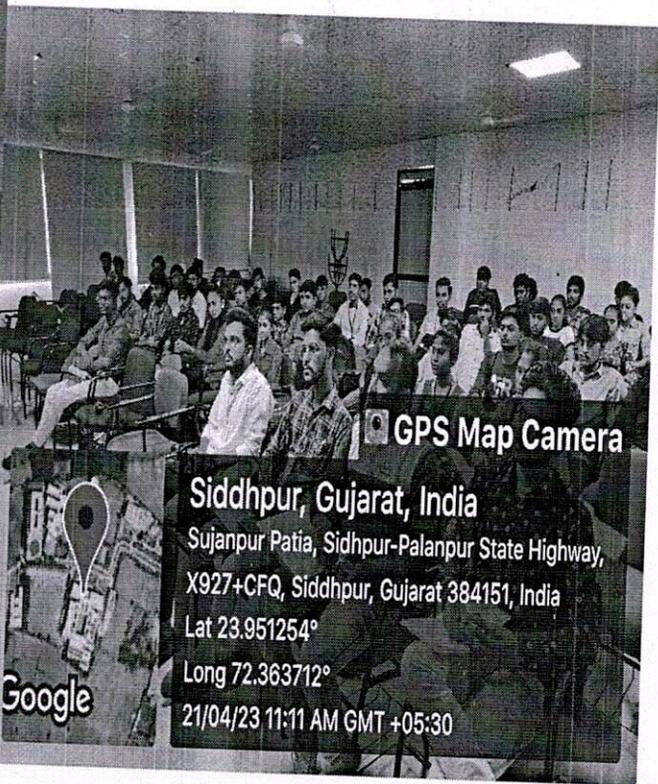 GPS Map Camera
Siddhpur, Gujarat, India
Sujanpur Patia, Sidhpur-Palanpur State Highway,
X927+CFQ, Siddhpur, Gujarat 384151, India
Lat 23.951254°
Long 72.363712°
21/04/23 11:11 AM GMT +05:30
Google